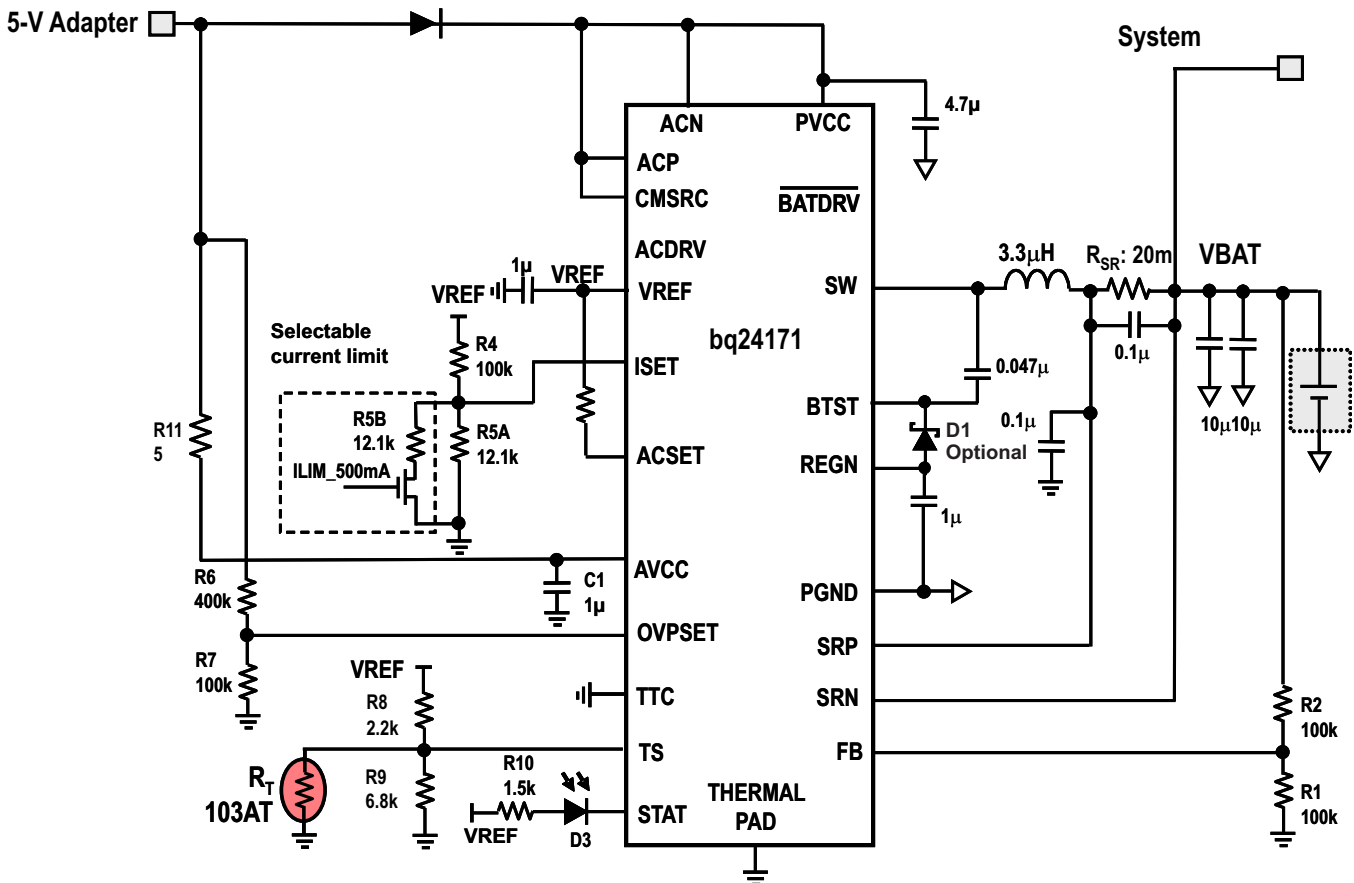 5-V Adapter
System
4.7µ
ACN
PVCC
ACP
CMSRC
BATDRV
ACDRV
1µ
VREF
VREF
VREF
SW
3.3µH
RSR: 20m
VBAT
Selectable
current limit
R4
100k
bq24171
ISET
0.1µ
0.047µ
R5B
12.1k
R5A
12.1k
BTST
10µ
10µ
R11
5
ILIM_500mA
ACSET
0.1µ
D1
Optional
REGN
1µ
AVCC
C1
1µ
PGND
R6
400k
OVPSET
SRP
R7
100k
VREF
TTC
SRN
R8
2.2k
R2
100k
TS
FB
RT
103AT
R9
6.8k
R10
1.5k
STAT
THERMAL
PAD
R1
100k
VREF
D3